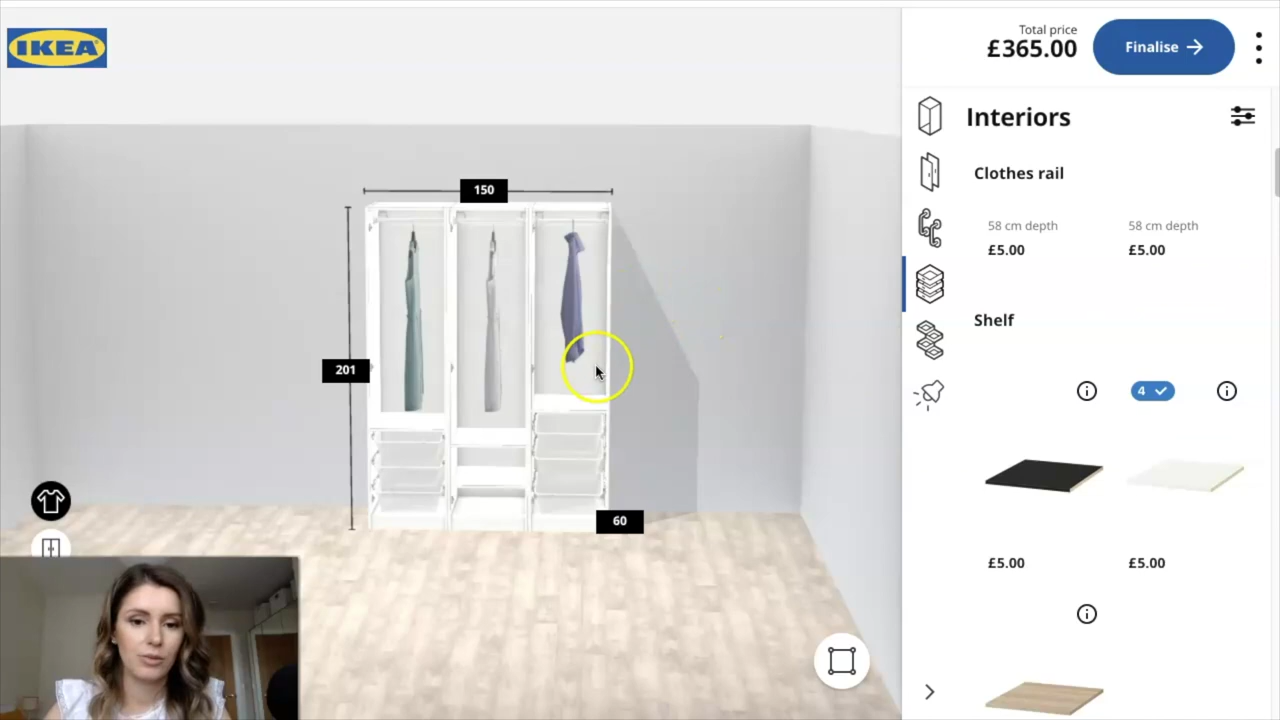 IKEA
150
201
60
Total price
£365.00
Finalise
Interiors
Clothes rail
58 cm depth
58 cm depth
£5.00
£5.00
Shelf
4
£5.00
£5.00